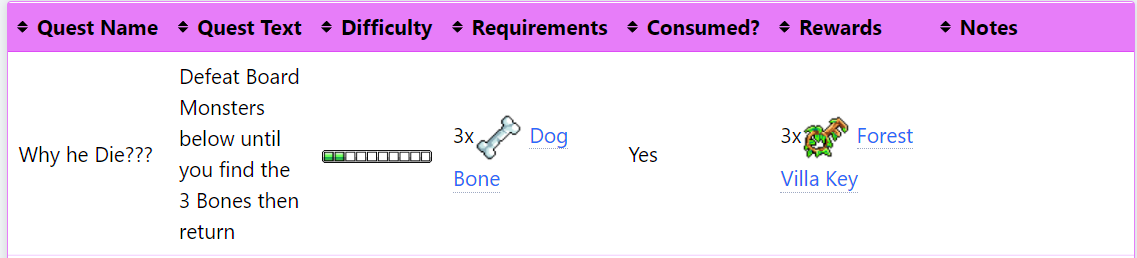 Quest Name Quest Text Difficulty Requirements Consumed? Rewards Notes
Why he Die???
Defeat Board
Monsters
below until
you find the
3 Bones then
return
3x Dog
Bone
Yes
3x Forest
Villa Key